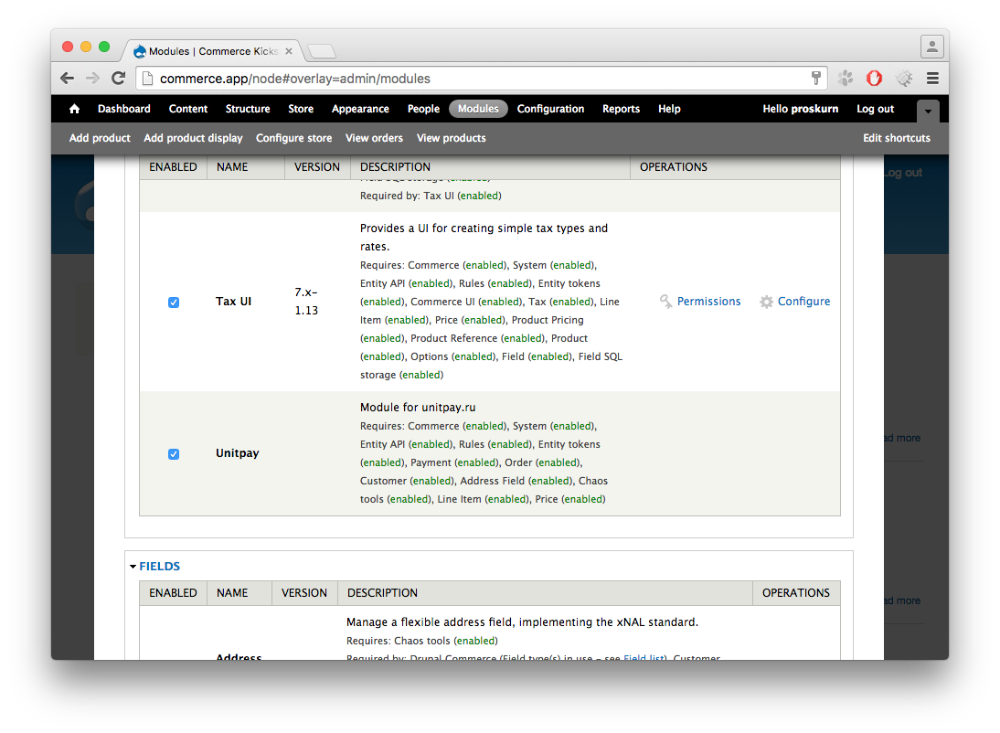 Modules | Commerce Kicks
commerce.app/node#overlay=admin/modules
Dashboard Content Structure Store Appearance People Modules Configuration Reports Help Hello proskurn Log out
Add product Add product display Configure store View orders View products Edit shortcuts
ENABLED NAME VERSION DESCRIPTION OPERATIONS
Log out
Required by: Tax UI (enabled)
Provides a UI for creating simple tax types and
rates.
Requires: Commerce (enabled), System (enabled),
Entity API (enabled), Rules (enabled), Entity tokens
(enabled), Commerce UI (enabled), Tax (enabled), Line
Item (enabled), Price (enabled), Product Pricing
(enabled), Product Reference (enabled), Product
(enabled), Options (enabled), Field (enabled), Field SQL
storage (enabled)
Tax UI
7.x-
1.13
Permissions Configure
Module for unitpay.ru
Requires: Commerce (enabled), System (enabled),
Entity API (enabled), Rules (enabled), Entity tokens
(enabled), Payment (enabled), Order (enabled),
Customer (enabled), Address Field (enabled), Chaos
tools (enabled), Line Item (enabled), Price (enabled)
Unitpay
ad more
FIELDS
ENABLED NAME VERSION DESCRIPTION OPERATIONS
ad more
Manage a flexible address field, implementing the xNAL standard.
Requires: Chaos tools (enabled)
Address
Required by: Drupal Commerce (Field type(s) in use – see Field list), Customer